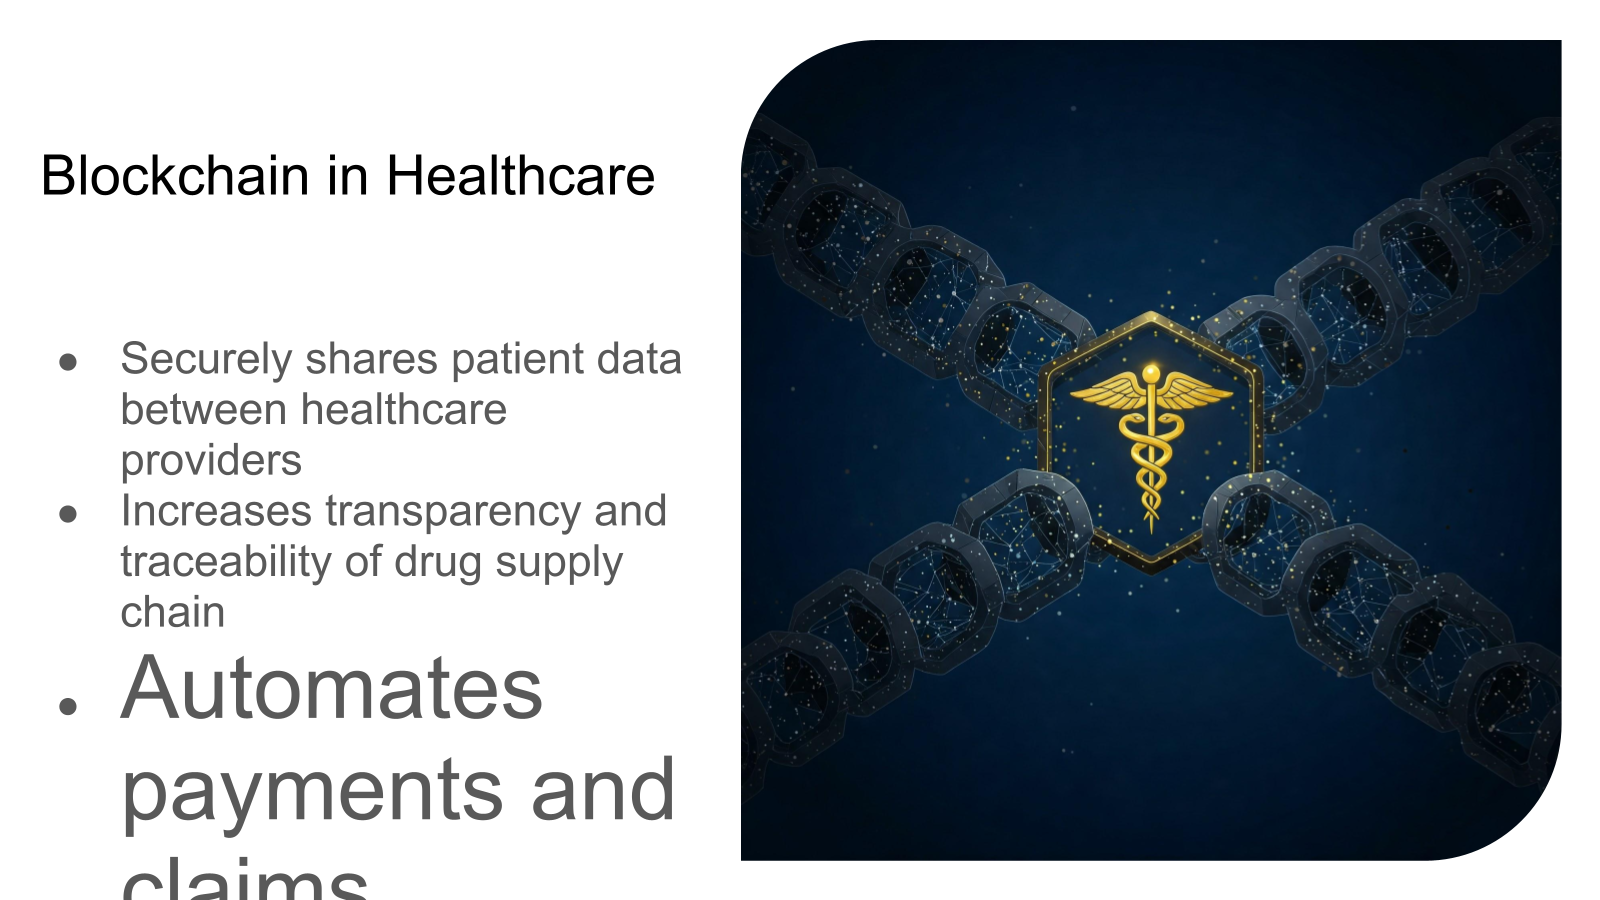 Blockchain in Healthcare
● Securely shares patient data
between healthcare
providers
● Increases transparency and
traceability of drug supply
chain
● Automates
payments and
claims